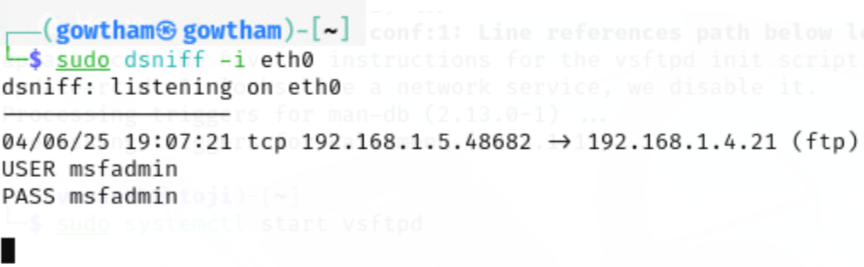 ┌──(gowtham㉿gowtham)-[~]
conf:1: Line references path below l
└─$ sudo dsniff -i eth0
instructions for the vsftpd init script
dsniff: listening on eth0
e a network service, we disable it.
Processing triggers for man-db (2.13.0-1) ...
04/06/25 19:07:21 tcp 192.168.1.5.48682 → 192.168.1.4.21 (ftp)
USER msfadmin
PASS msfadmin
toji)-[~]
└─$ sudo systemctl start vsftpd